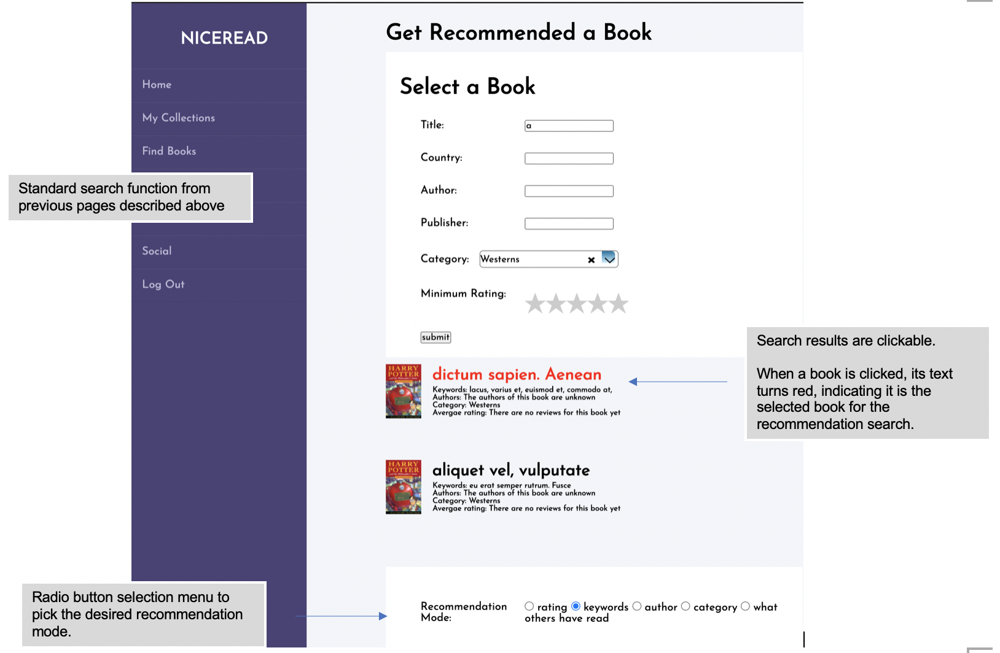 NICEREAD
Home
My Collections
Find Books
Social
Log Out
Standard search function from
previous pages described above
Get Recommended a Book
Select a Book
Title: a
Country:
Author:
Publisher:
Category: Westerns
Minimum Rating:
submit
HARRY
POTTER
dictum sapien. Aenean
Keywords: lacus, varius et, euismod et, commodo at,
Authors: The authors of this book are unknown
Category: Westerns
Avergae rating: There are no reviews for this book yet
Search results are clickable.
When a book is clicked, its text
turns red, indicating it is the
selected book for the
recommendation search.
HARRY
POTTER
aliquet vel, vulputate
Keywords: eu erat semper rutrum. Fusce
Authors: The authors of this book are unknown
Category: Westerns
Avergae rating: There are no reviews for this book yet
Radio button selection menu to
pick the desired recommendation
mode.
Recommendation
Mode:
rating keywords author category what
others have read